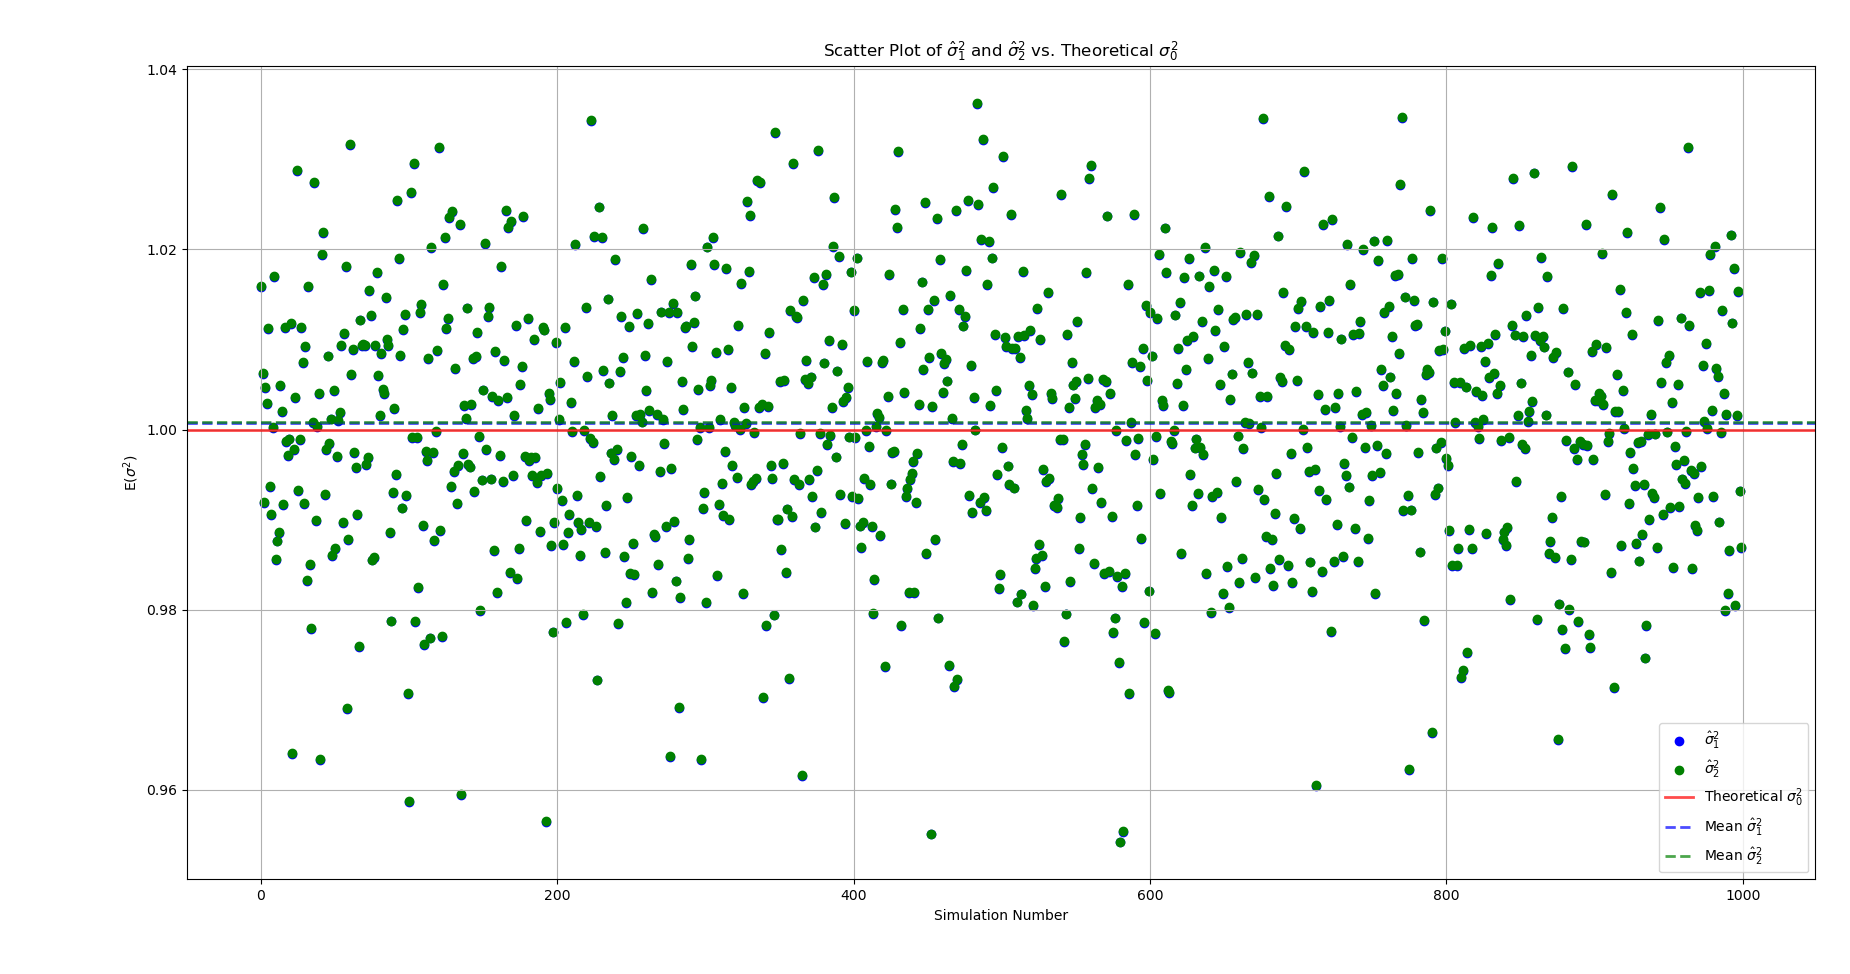 Scatter Plot of σ̂₁² and σ̂₂² vs. Theoretical σ₀²
1.04
1.02
1.00
0.98
0.96
E(σ²)
0
200
400
600
800
1000
Simulation Number
σ̂₁²
σ̂₂²
Theoretical σ₀²
Mean σ̂₁²
Mean σ̂₂²